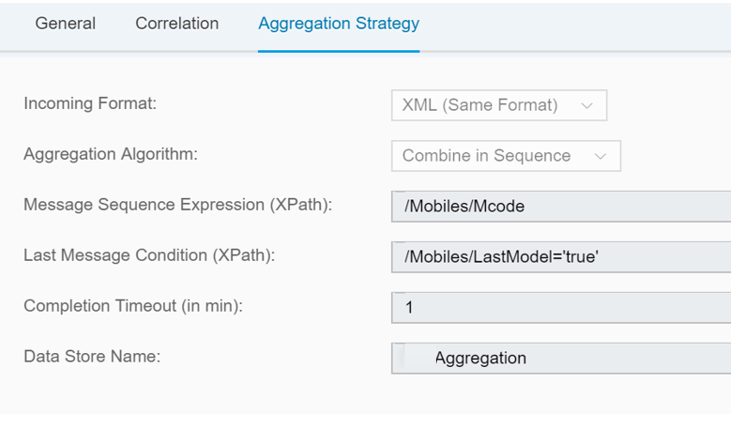 General Correlation Aggregation Strategy
Incoming Format: XML (Same Format)
Aggregation Algorithm: Combine in Sequence
Message Sequence Expression (XPath): /Mobiles/Mcode
Last Message Condition (XPath): /Mobiles/LastModel='true'
Completion Timeout (in min): 1
Data Store Name: Aggregation